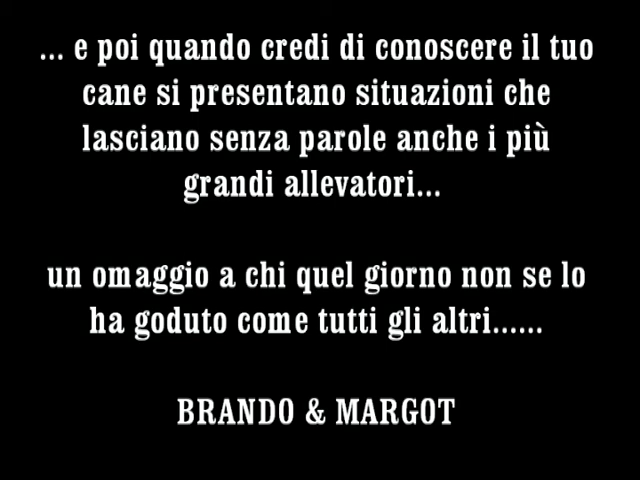 ... e poi quando credi di conoscere il tuo
cane si presentano situazioni che
lasciano senza parole anche i più
grandi allevatori...
un omaggio a chi quel giorno non se lo
ha goduto come tutti gli altri......
BRANDO & MARGOT